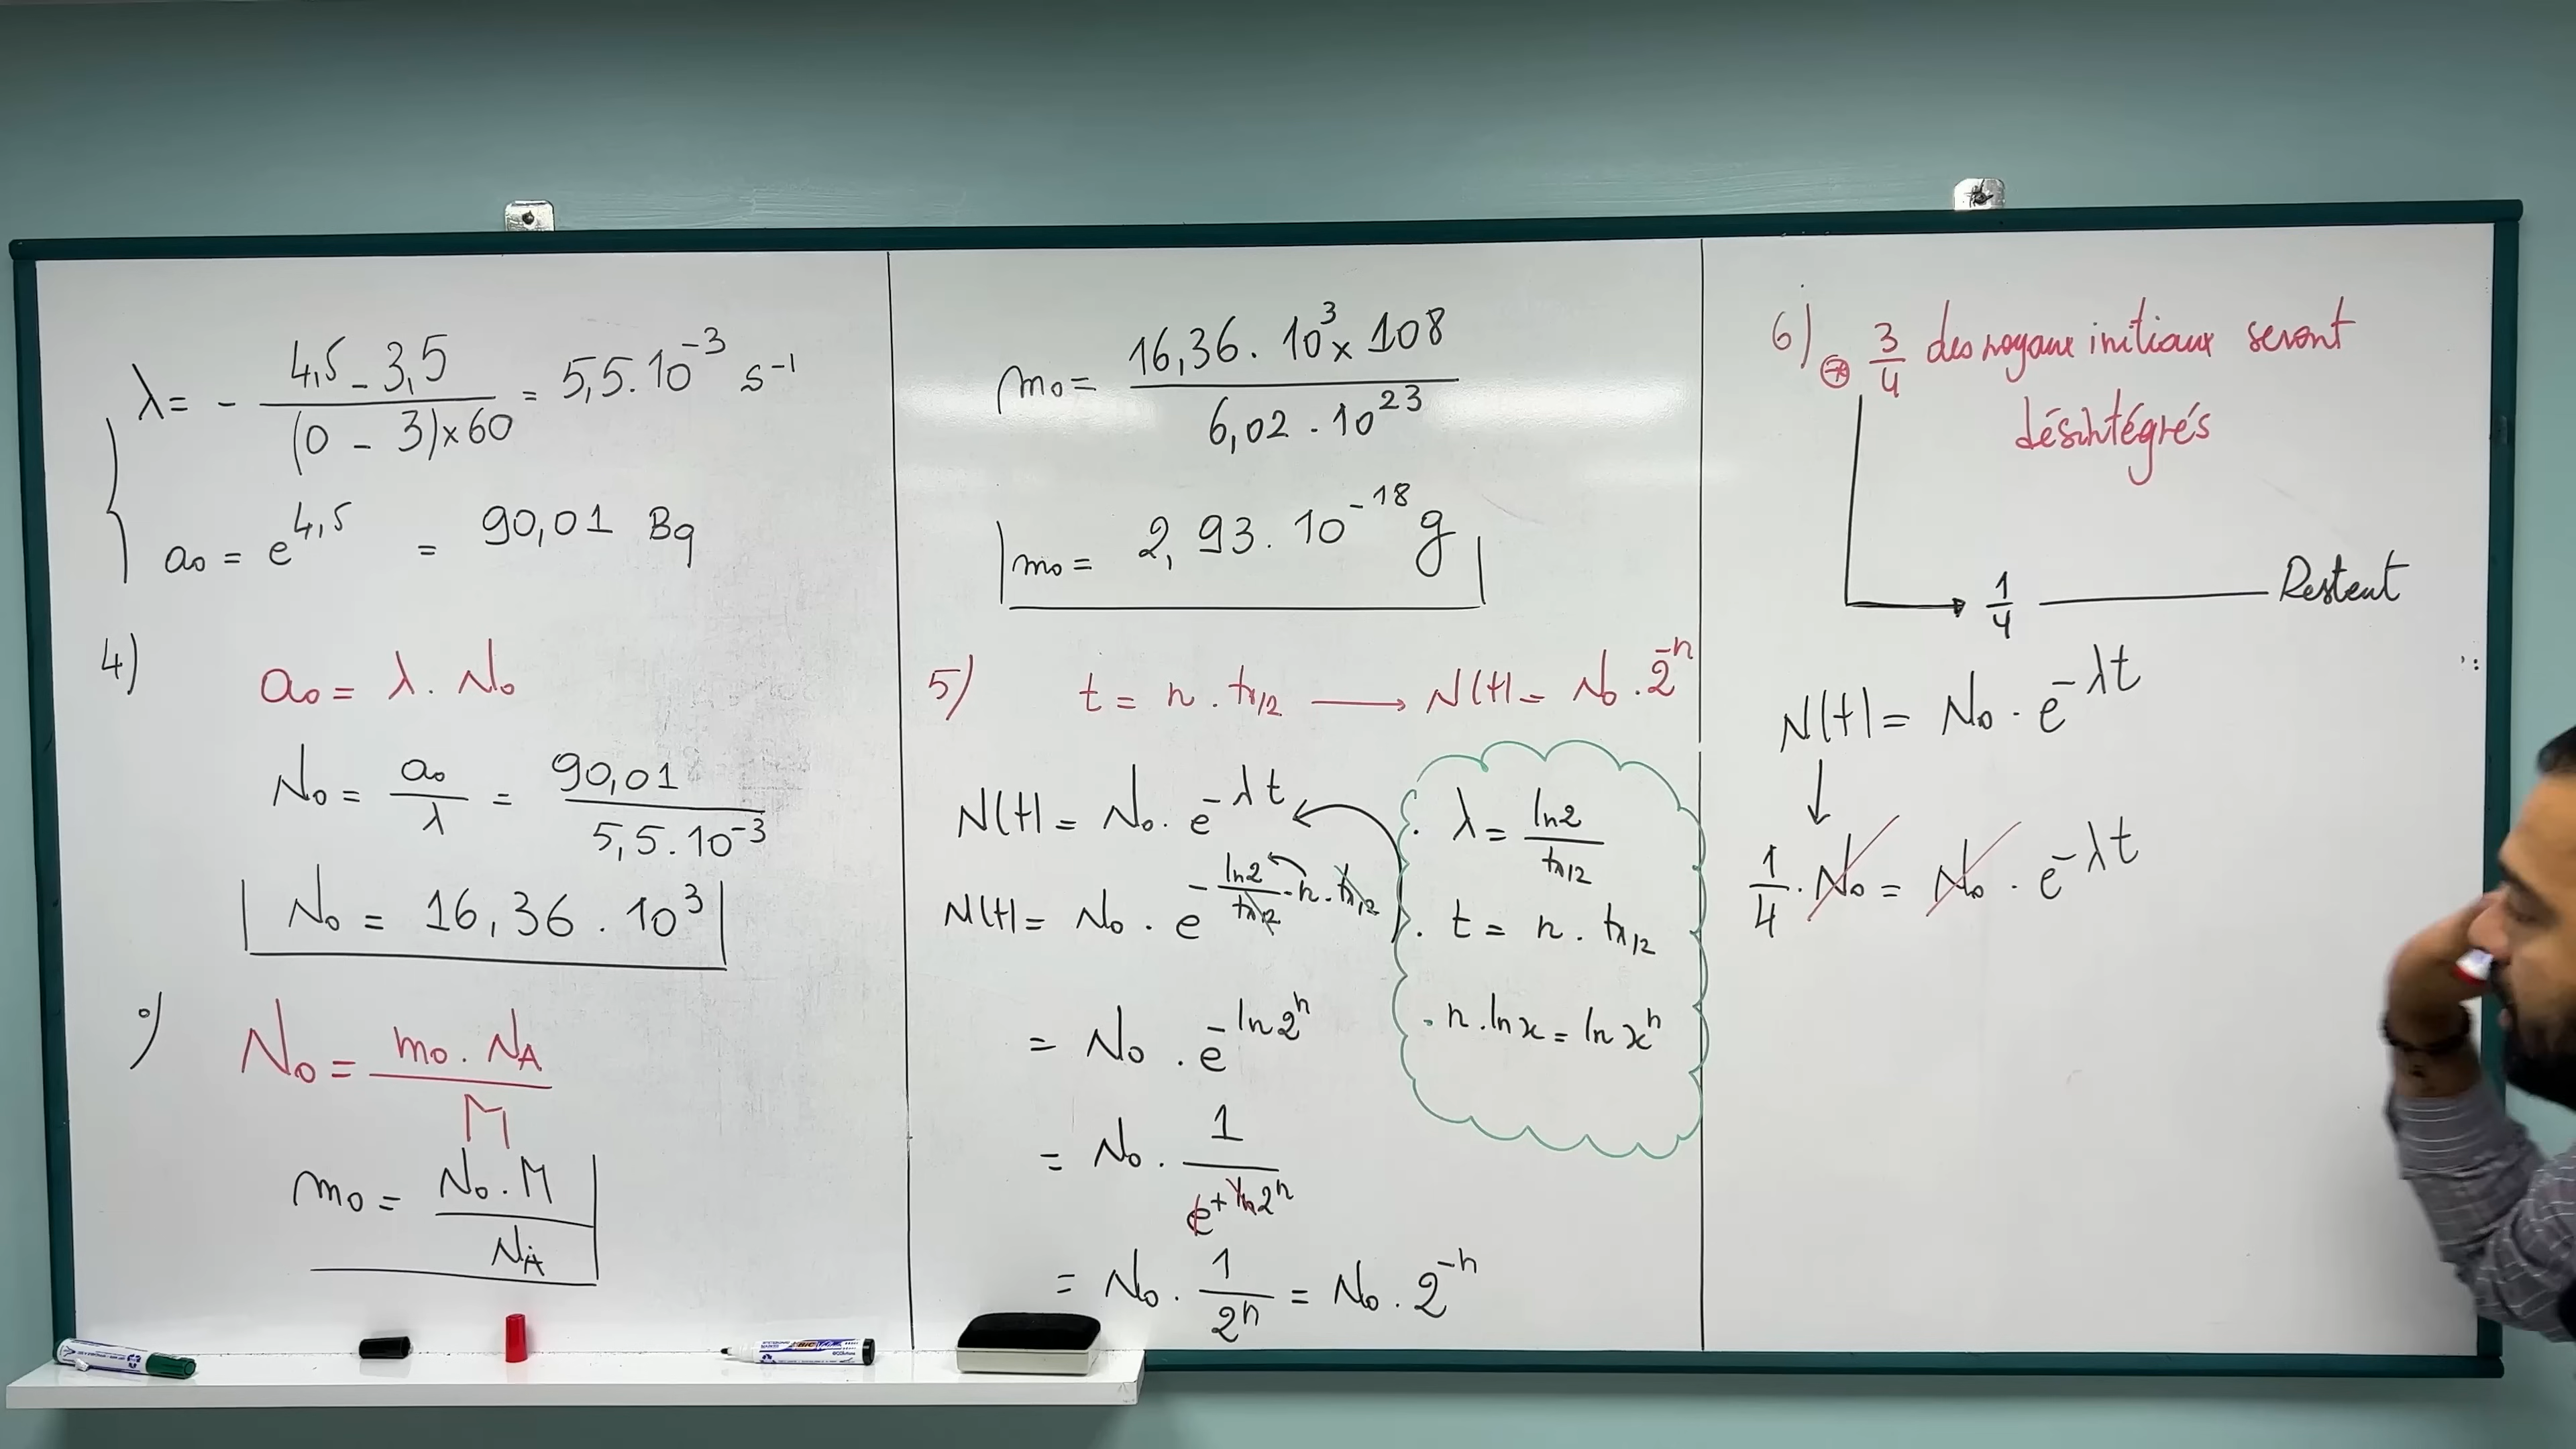 λ = - (4,5 - 3,5) / ((0 - 3)×60) = 5,5.10⁻³ s⁻¹
a₀ = e^4,5 = 90,01 Bq
4)
a₀ = λ . N₀
N₀ = a₀/λ = 90,01 / 5,5.10⁻³
N₀ = 16,36 . 10³
°)
N₀ = m₀ . N_A / M
m₀ = N₀ . M / N_A
m₀ = 16,36 . 10³ × 108 / 6,02 . 10²³
m₀ = 2,93 . 10⁻¹⁸ g
5) t = n . t₁/₂ → N(t) = N₀ . 2⁻ⁿ
N(t) = N₀ . e^(-λt)
N(t) = N₀ . e^(- ln2/t₁/₂ . n . t₁/₂)
= N₀ . e^(-ln2ⁿ)
= N₀ . 1 / e^(+ln2ⁿ)
= N₀ . 1/2ⁿ = N₀ . 2⁻ⁿ
. λ = ln2 / t₁/₂
. t = n . t₁/₂
. n . ln x = ln xⁿ
6) → 3/4 des noyaux initiaux seront
désintégrés
→ 1/4 ——— Restent
N(t) = N₀ . e^(-λt)
↓
1/4 . N₀ = N₀ . e^(-λt)
BIC